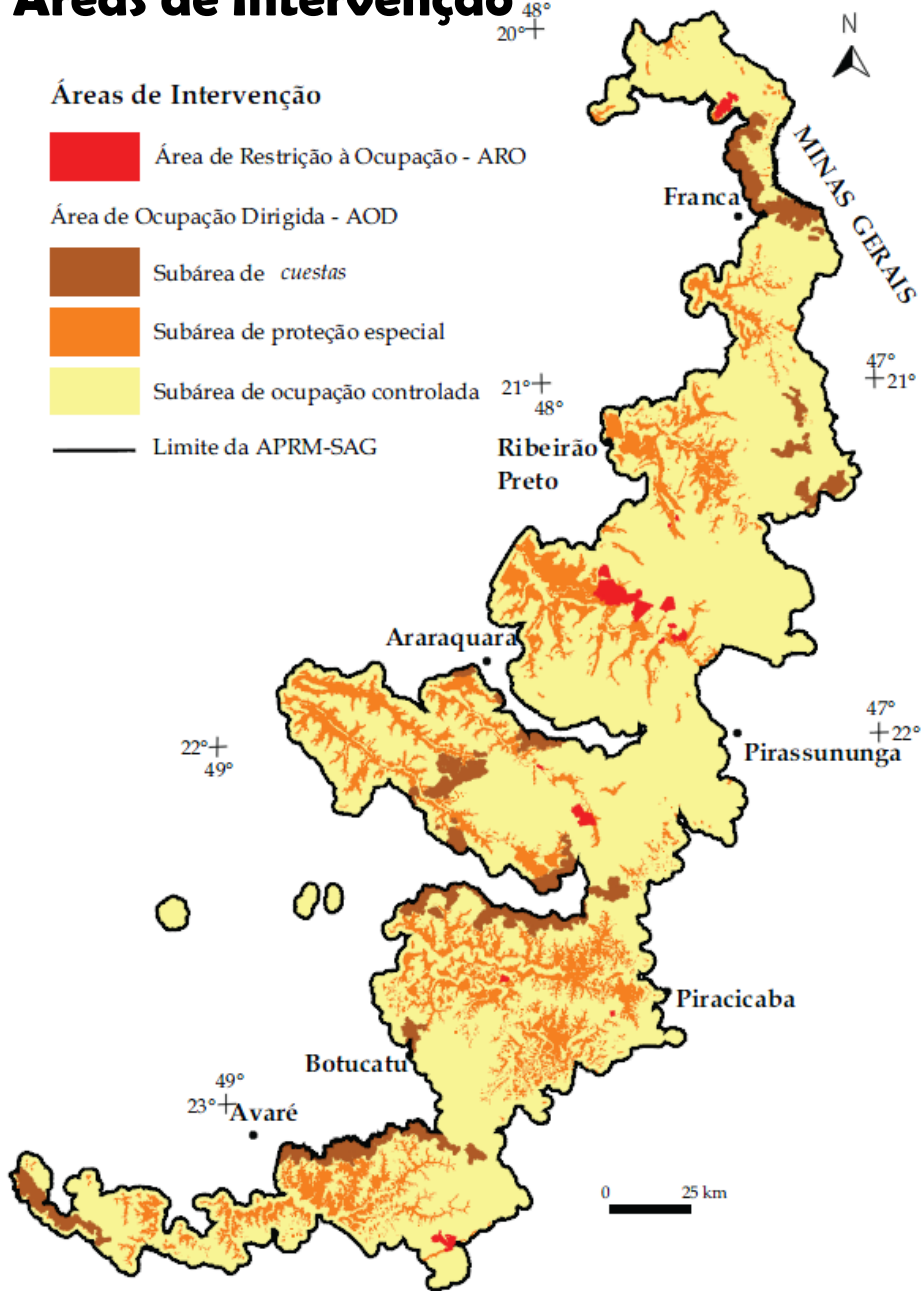 Áreas de Intervenção
48°
20°
N
Áreas de Intervenção
Área de Restrição à Ocupação - ARO
Área de Ocupação Dirigida - AOD
Subárea de cuestas
Subárea de proteção especial
Subárea de ocupação controlada
Limite da APRM-SAG
MINAS GERAIS
Franca
47°
21°
21°
48°
Ribeirão
Preto
Araraquara
47°
22°
22°
49°
Pirassununga
Piracicaba
Botucatu
49°
23°
Avaré
0 25 km